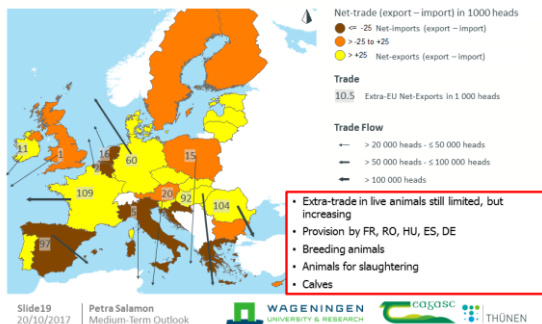 Net-trade (export – import) in 1000 heads
<= -25 Net-imports (export – import)
> -25 to +25
> +25 Net-exports (export – import)
Trade
10.5 Extra-EU Net-Exports in 1 000 heads
Trade Flow
> 20 000 heads - ≤ 50 000 heads
> 50 000 heads - ≤ 100 000 heads
> 100 000 heads
11
1
16
60
15
109
20
92
104
5
97
• Extra-trade in live animals still limited, but
increasing
• Provision by FR, RO, HU, ES, DE
• Breeding animals
• Animals for slaughtering
• Calves
Slide19
20/10/2017
Petra Salamon
Medium-Term Outlook
WAGENINGEN
UNIVERSITY & RESEARCH
teagasc
THÜNEN